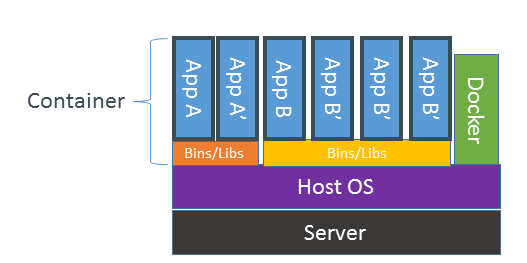 Container
App A
App A’
App B
App B’
App B’
App B’
Docker
Bins/Libs
Bins/Libs
Host OS
Server